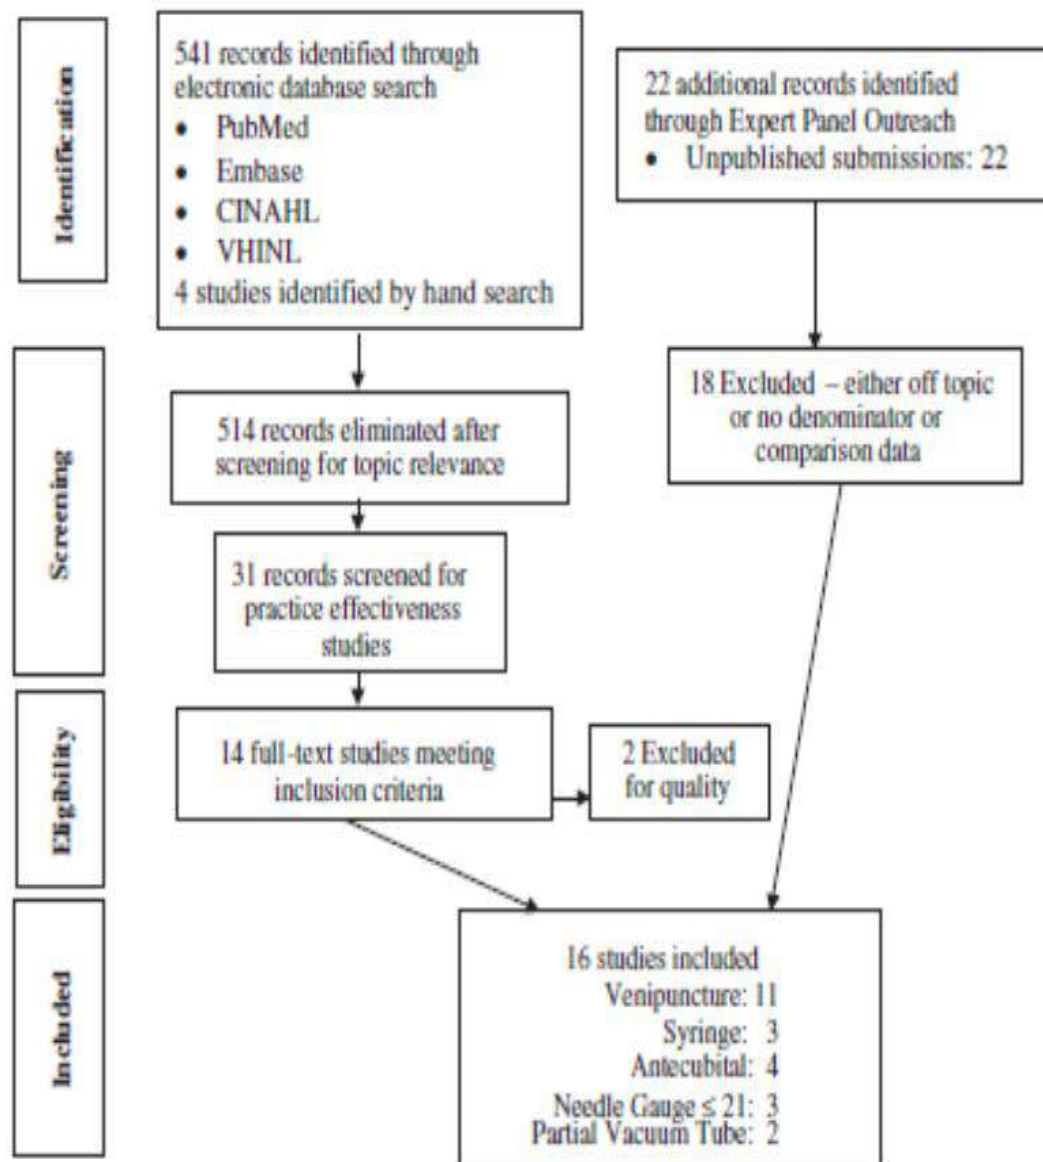 Identification
541 records identified through
electronic database search
• PubMed
• Embase
• CINAHL
• VHINL
4 studies identified by hand search
22 additional records identified
through Expert Panel Outreach
• Unpublished submissions: 22
Screening
514 records eliminated after
screening for topic relevance
18 Excluded – either off topic
or no denominator or
comparison data
31 records screened for
practice effectiveness
studies
Eligibility
14 full-text studies meeting
inclusion criteria
2 Excluded
for quality
Included
16 studies included
Venipuncture: 11
Syringe: 3
Antecubital: 4
Needle Gauge ≤ 21: 3
Partial Vacuum Tube: 2